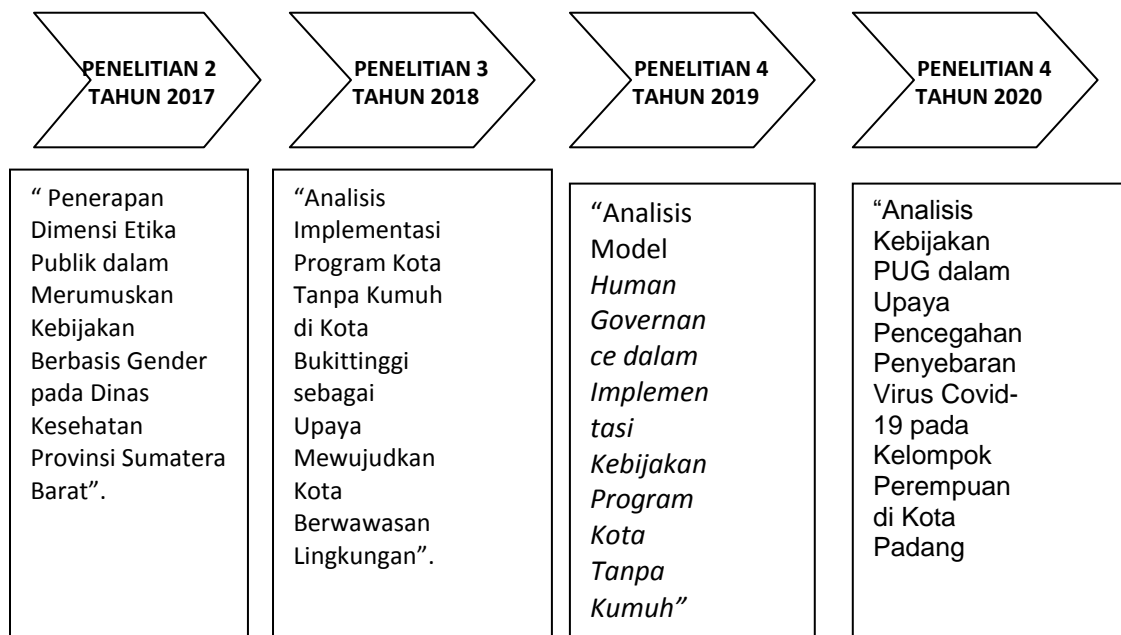 PENELITIAN 2
TAHUN 2017
PENELITIAN 3
TAHUN 2018
PENELITIAN 4
TAHUN 2019
PENELITIAN 4
TAHUN 2020
“ Penerapan
Dimensi Etika
Publik dalam
Merumuskan
Kebijakan
Berbasis Gender
pada Dinas
Kesehatan
Provinsi Sumatera
Barat”.
“Analisis
Implementasi
Program Kota
Tanpa Kumuh
di Kota
Bukittinggi
sebagai
Upaya
Mewujudkan
Kota
Berwawasan
Lingkungan”.
“Analisis
Model
Human
Governan
ce dalam
Implemen
tasi
Kebijakan
Program
Kota
Tanpa
Kumuh”
“Analisis
Kebijakan
PUG dalam
Upaya
Pencegahan
Penyebaran
Virus Covid-
19 pada
Kelompok
Perempuan
di Kota
Padang